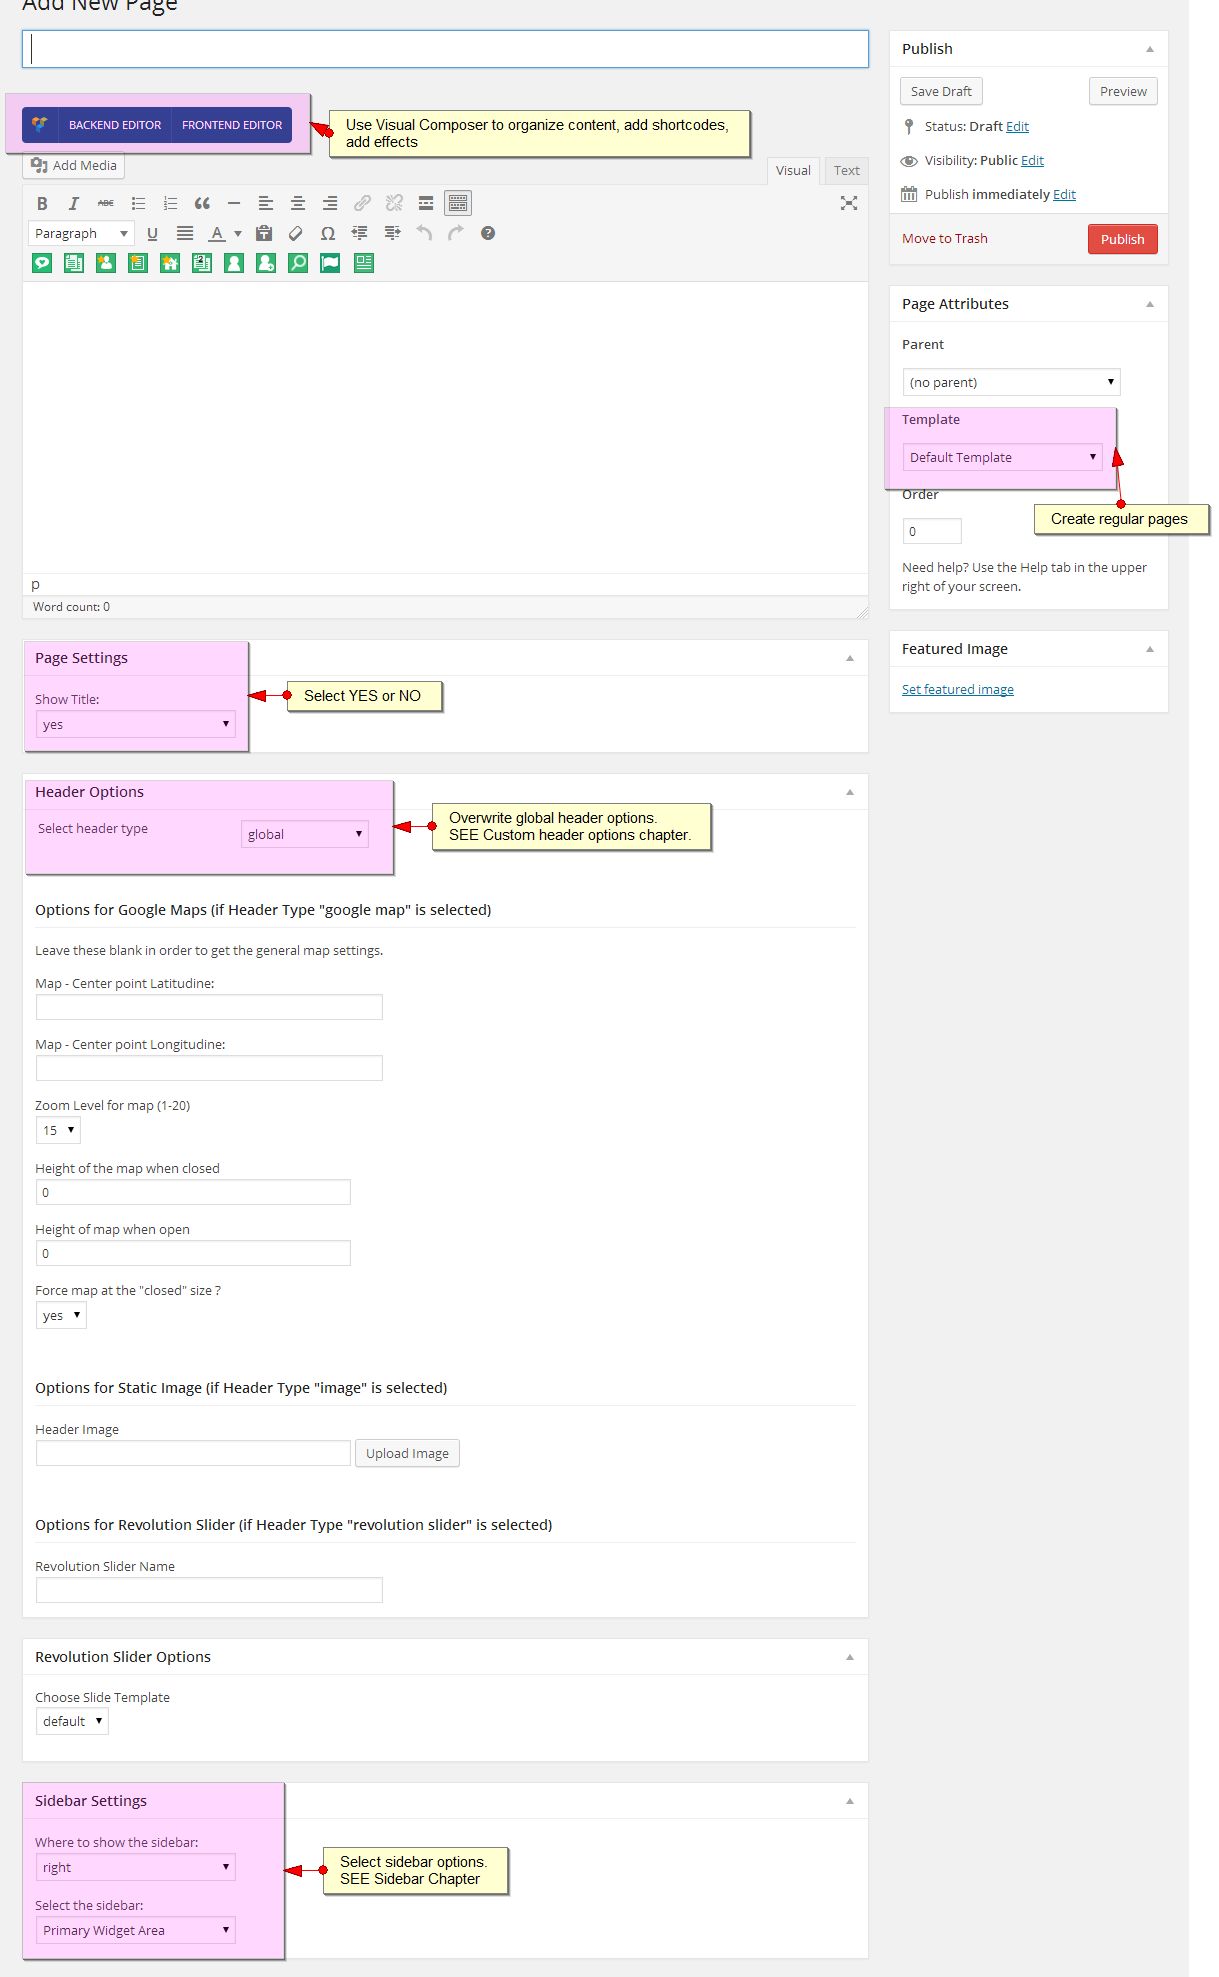 Add New Page
BACKEND EDITOR FRONTEND EDITOR
Use Visual Composer to organize content, add shortcodes,
add effects
Add Media
Visual Text
B I ABC
Paragraph U A Ω
p
Word count: 0
Page Settings
Show Title:
yes
Select YES or NO
Header Options
Select header type
global
Overwrite global header options.
SEE Custom header options chapter.
Options for Google Maps (if Header Type "google map" is selected)
Leave these blank in order to get the general map settings.
Map - Center point Latitudine:
Map - Center point Longitudine:
Zoom Level for map (1-20)
15
Height of the map when closed
0
Height of map when open
0
Force map at the "closed" size ?
yes
Options for Static Image (if Header Type "image" is selected)
Header Image
Upload Image
Options for Revolution Slider (if Header Type "revolution slider" is selected)
Revolution Slider Name
Revolution Slider Options
Choose Slide Template
default
Sidebar Settings
Where to show the sidebar:
right
Select the sidebar:
Primary Widget Area
Select sidebar options.
SEE Sidebar Chapter
Publish
Save Draft Preview
Status: Draft Edit
Visibility: Public Edit
Publish immediately Edit
Move to Trash Publish
Page Attributes
Parent
(no parent)
Template
Default Template
Create regular pages
Order
0
Need help? Use the Help tab in the upper
right of your screen.
Featured Image
Set featured image